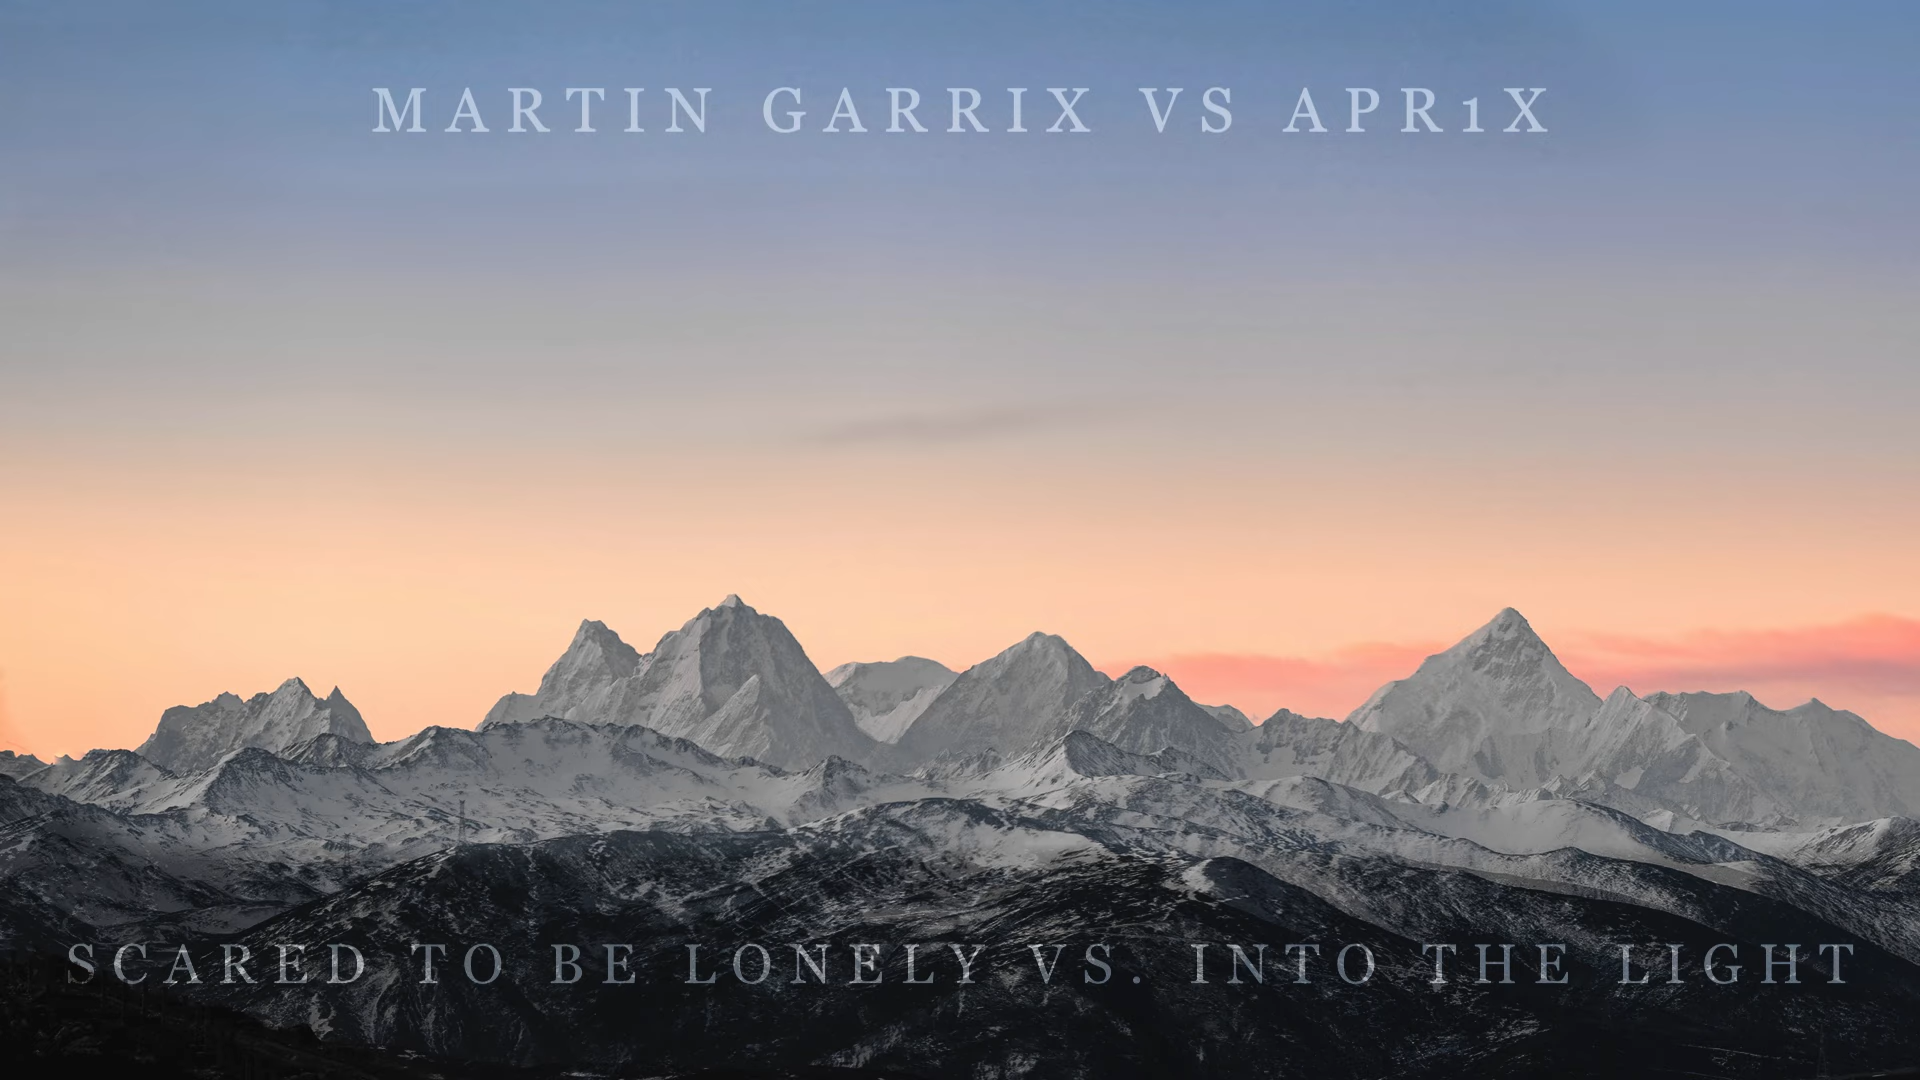 MARTIN GARRIX VS APR1X
SCARED TO BE LONELY VS. INTO THE LIGHT